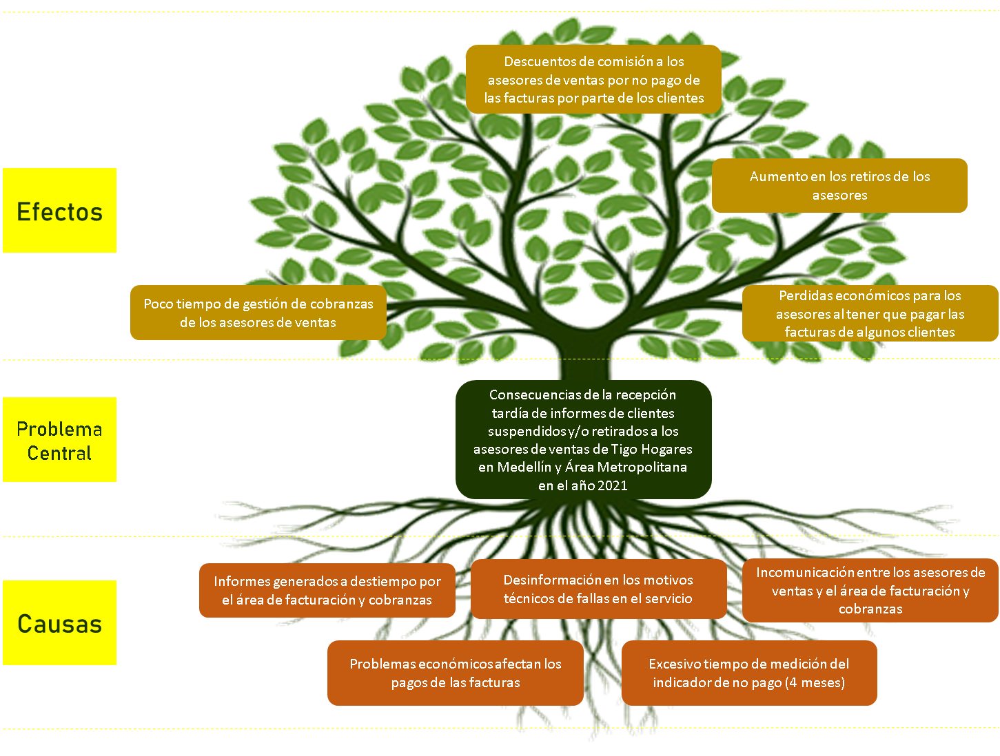 Descuentos de comisión a los
asesores de ventas por no pago de
las facturas por parte de los clientes
Aumento en los retiros de los
asesores
Efectos
Poco tiempo de gestión de cobranzas
de los asesores de ventas
Perdidas económicos para los
asesores al tener que pagar las
facturas de algunos clientes
Problema
Central
Consecuencias de la recepción
tardía de informes de clientes
suspendidos y/o retirados a los
asesores de ventas de Tigo Hogares
en Medellín y Área Metropolitana
en el año 2021
Informes generados a destiempo por
el área de facturación y cobranzas
Desinformación en los motivos
técnicos de fallas en el servicio
Incomunicación entre los asesores de
ventas y el área de facturación y
cobranzas
Causas
Problemas económicos afectan los
pagos de las facturas
Excesivo tiempo de medición del
indicador de no pago (4 meses)